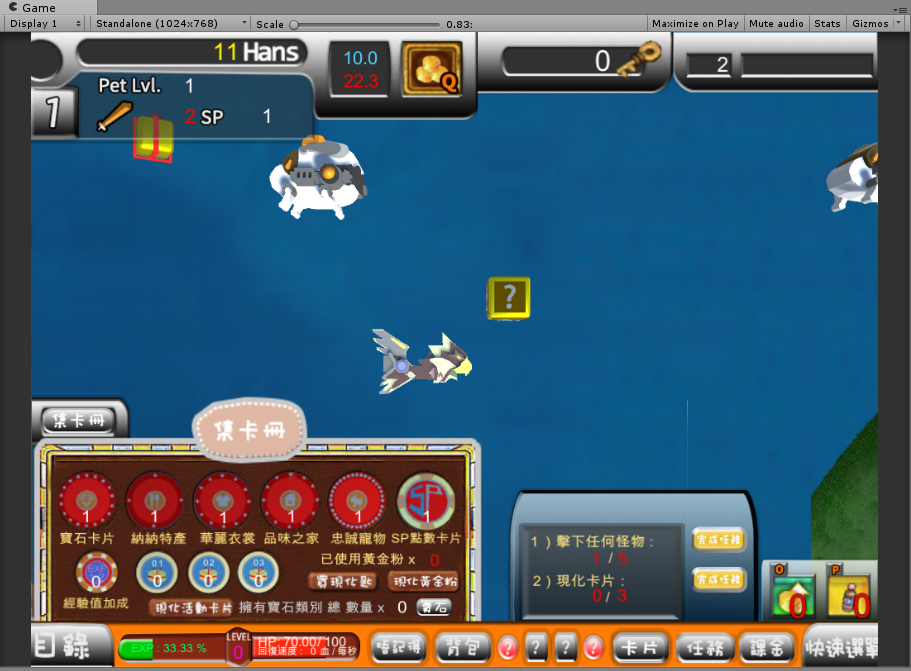 Game
Display 1
Standalone (1024x768)
Scale
0.83:
Maximize on Play
Mute audio
Stats
Gizmos
11 Hans
10.0
22.3
Q
0
2
Pet Lvl. 1
1
2 SP 1
?
集卡冊
集卡冊
1 1 1 1 1 SP 1
寶石卡片 納納特產 華麗衣裳 品味之家 忠誠寵物 SP點數卡片
EXP 0
01 0
02 0
03 0
已使用黃金粉 x 0
現化黃金粉
經驗值加成
現化活動卡片
擁有寶石類別 總 數量 x 0
寶石
1 ) 擊下任何怪物 :
1 / 5
完成任務
2 ) 現化卡片 :
0 / 3
完成任務
O
0
P
0
目錄
EXP : 33.33 %
LEVEL
0
HP: 70.00/ 100
回復速度 : 0 血 / 每秒
唔記得
背包
? ? ? ?
卡片
任務
課金
快速選單